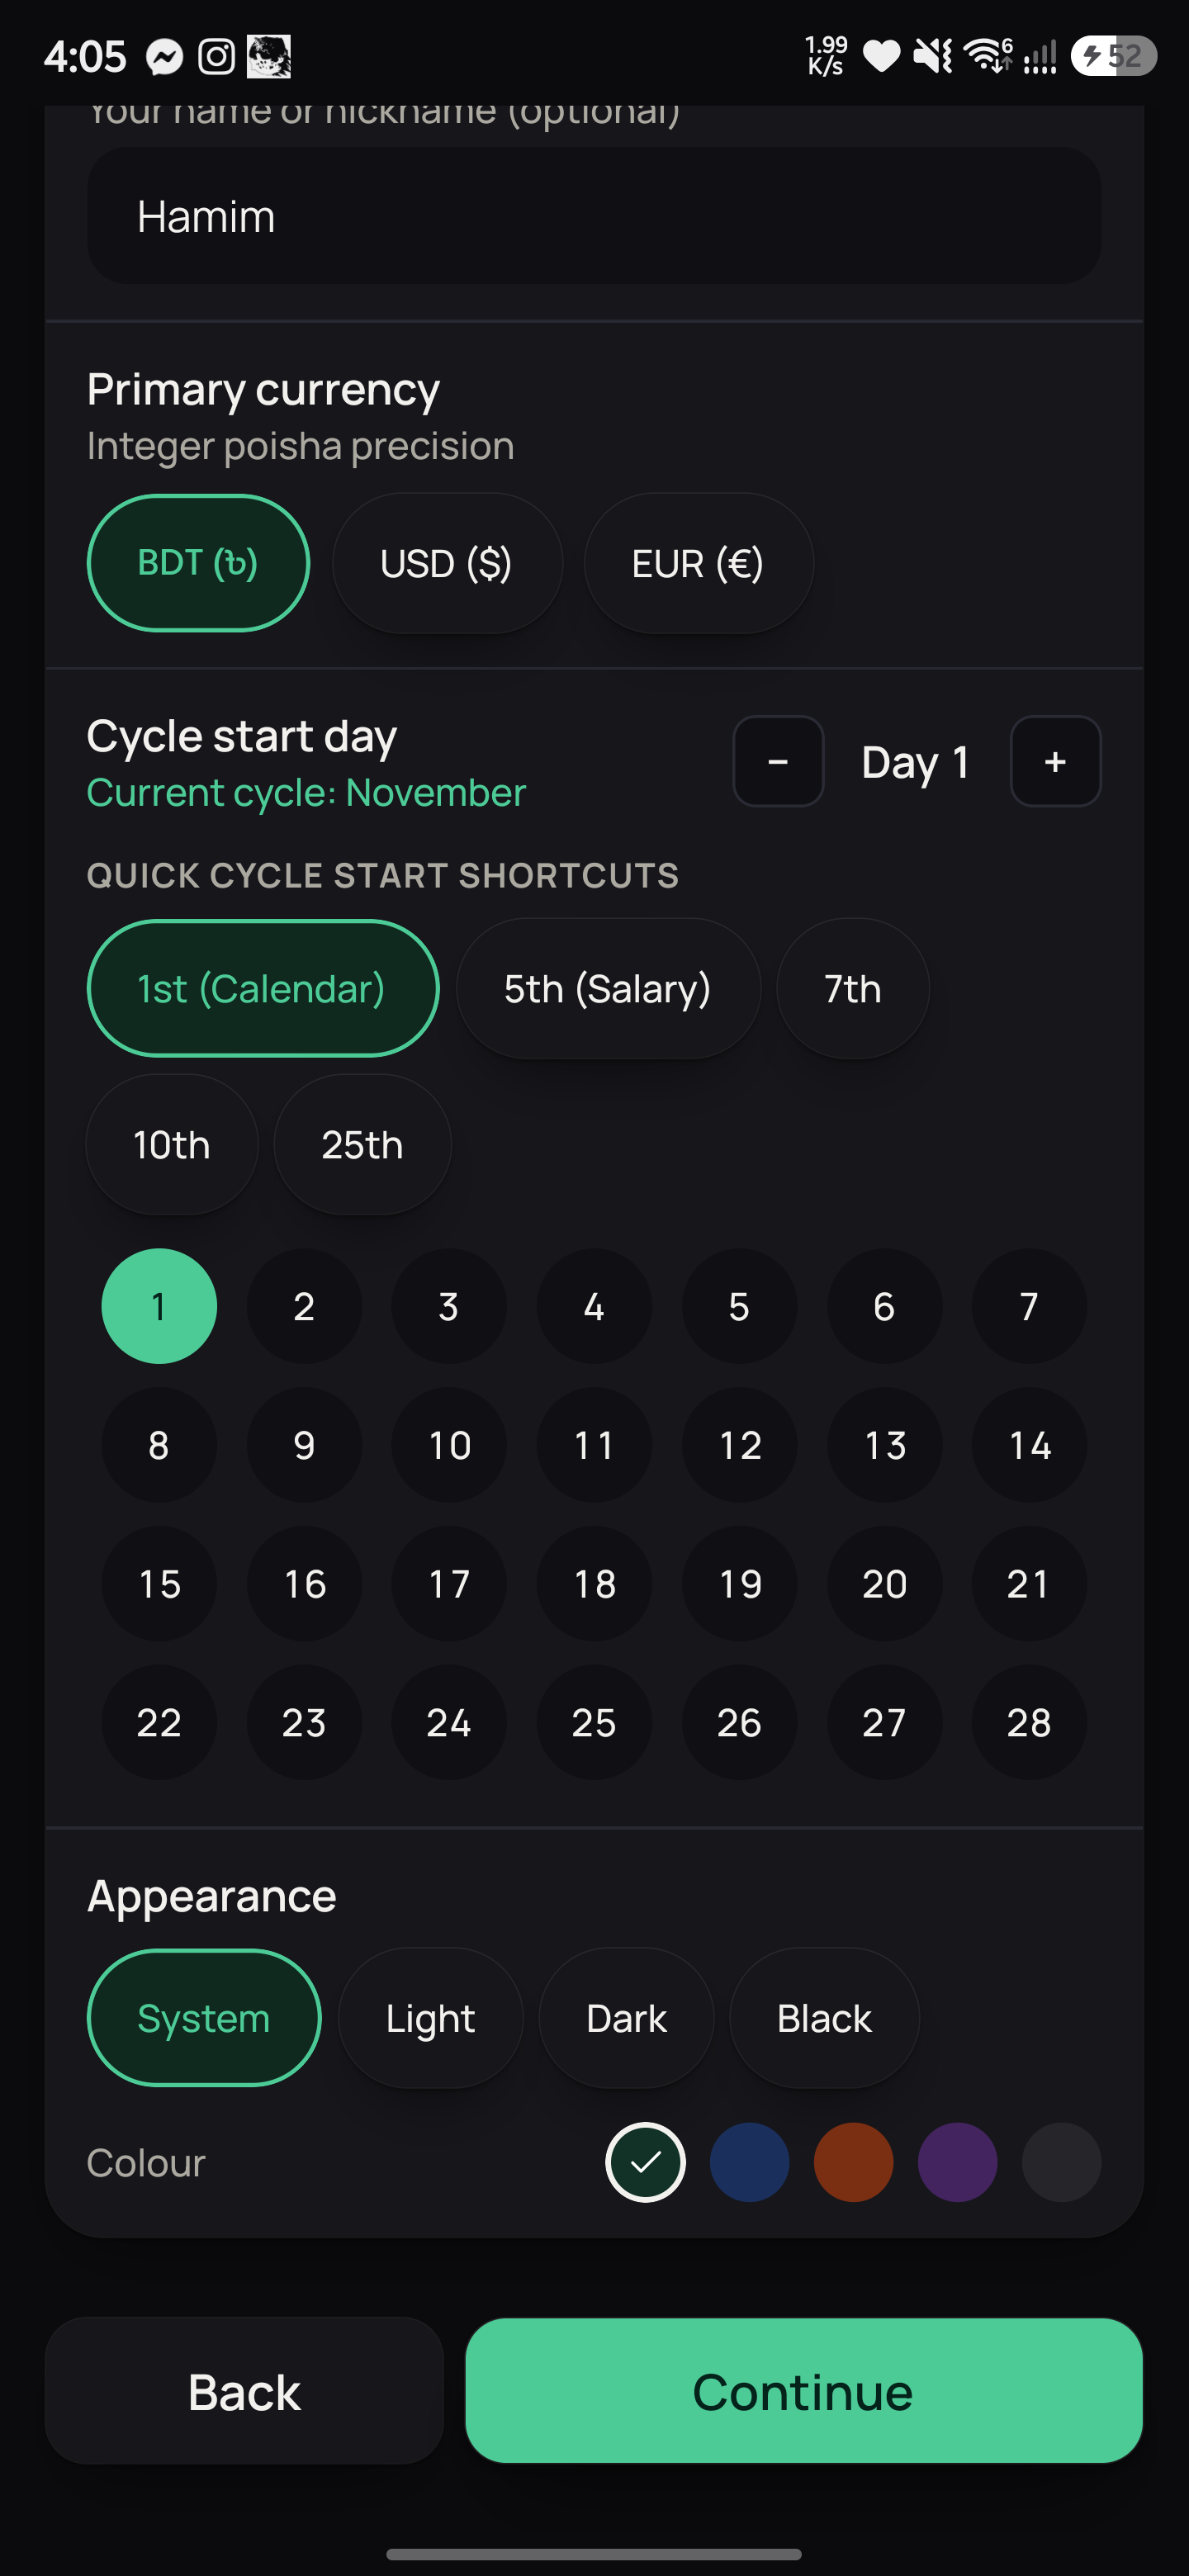 4:05
1.99
K/s
6
52
Your name or nickname (optional)
Hamim
Primary currency
Integer poisha precision
BDT (৳)
USD ($)
EUR (€)
Cycle start day
Current cycle: November
−
Day 1
+
QUICK CYCLE START SHORTCUTS
1st (Calendar)
5th (Salary)
7th
10th
25th
1 2 3 4 5 6 7
8 9 10 11 12 13 14
15 16 17 18 19 20 21
22 23 24 25 26 27 28
Appearance
System
Light
Dark
Black
Colour
Back
Continue